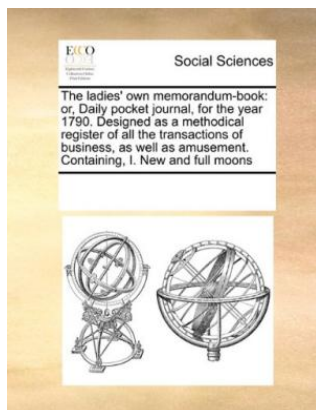 ECCO
Social Sciences
The ladies' own memorandum-book:
or, Daily pocket journal, for the year
1790. Designed as a methodical
register of all the transactions of
business, as well as amusement.
Containing, I. New and full moons